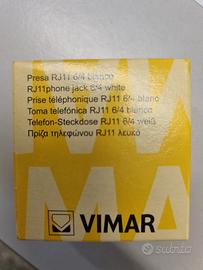 Presa RJ11 6/4 bianco
RJ11phone jack 6/4 white
Prise téléphonique RJ11 6/4 blanc
Toma telefónica RJ11 6/4 blanco
Telefon-Steckdose RJ11 6/4 weiß
Πρίζα τηλεφώνου RJ11 λευκό
VIMAR
subito